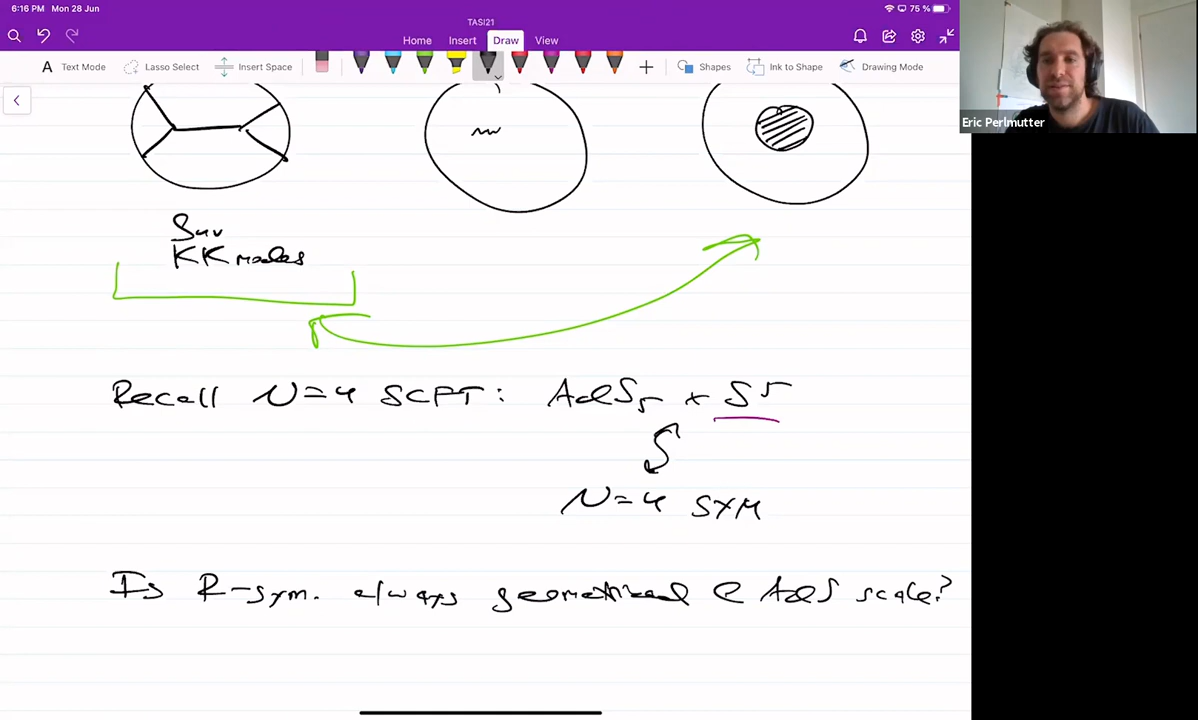 6:16 PM Mon 28 Jun
75 %
TASI21
Home Insert Draw View
Text Mode Lasso Select Insert Space Shapes Ink to Shape Drawing Mode
Eric Perlmutter
KK modes
Recall N=4 SCFT: AdS5 × S5
N=4 SYM
Is R-sym. always geometrized @ AdS scale?